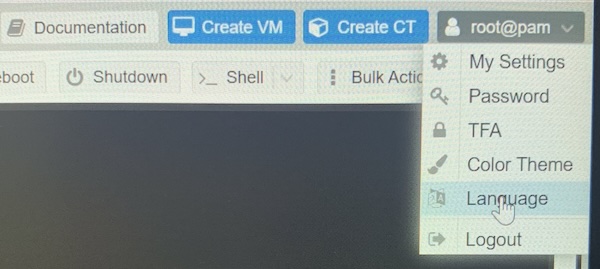 Documentation Create VM Create CT root@pam
eboot Shutdown >_ Shell Bulk Actio
My Settings
Password
TFA
Color Theme
Language
Logout